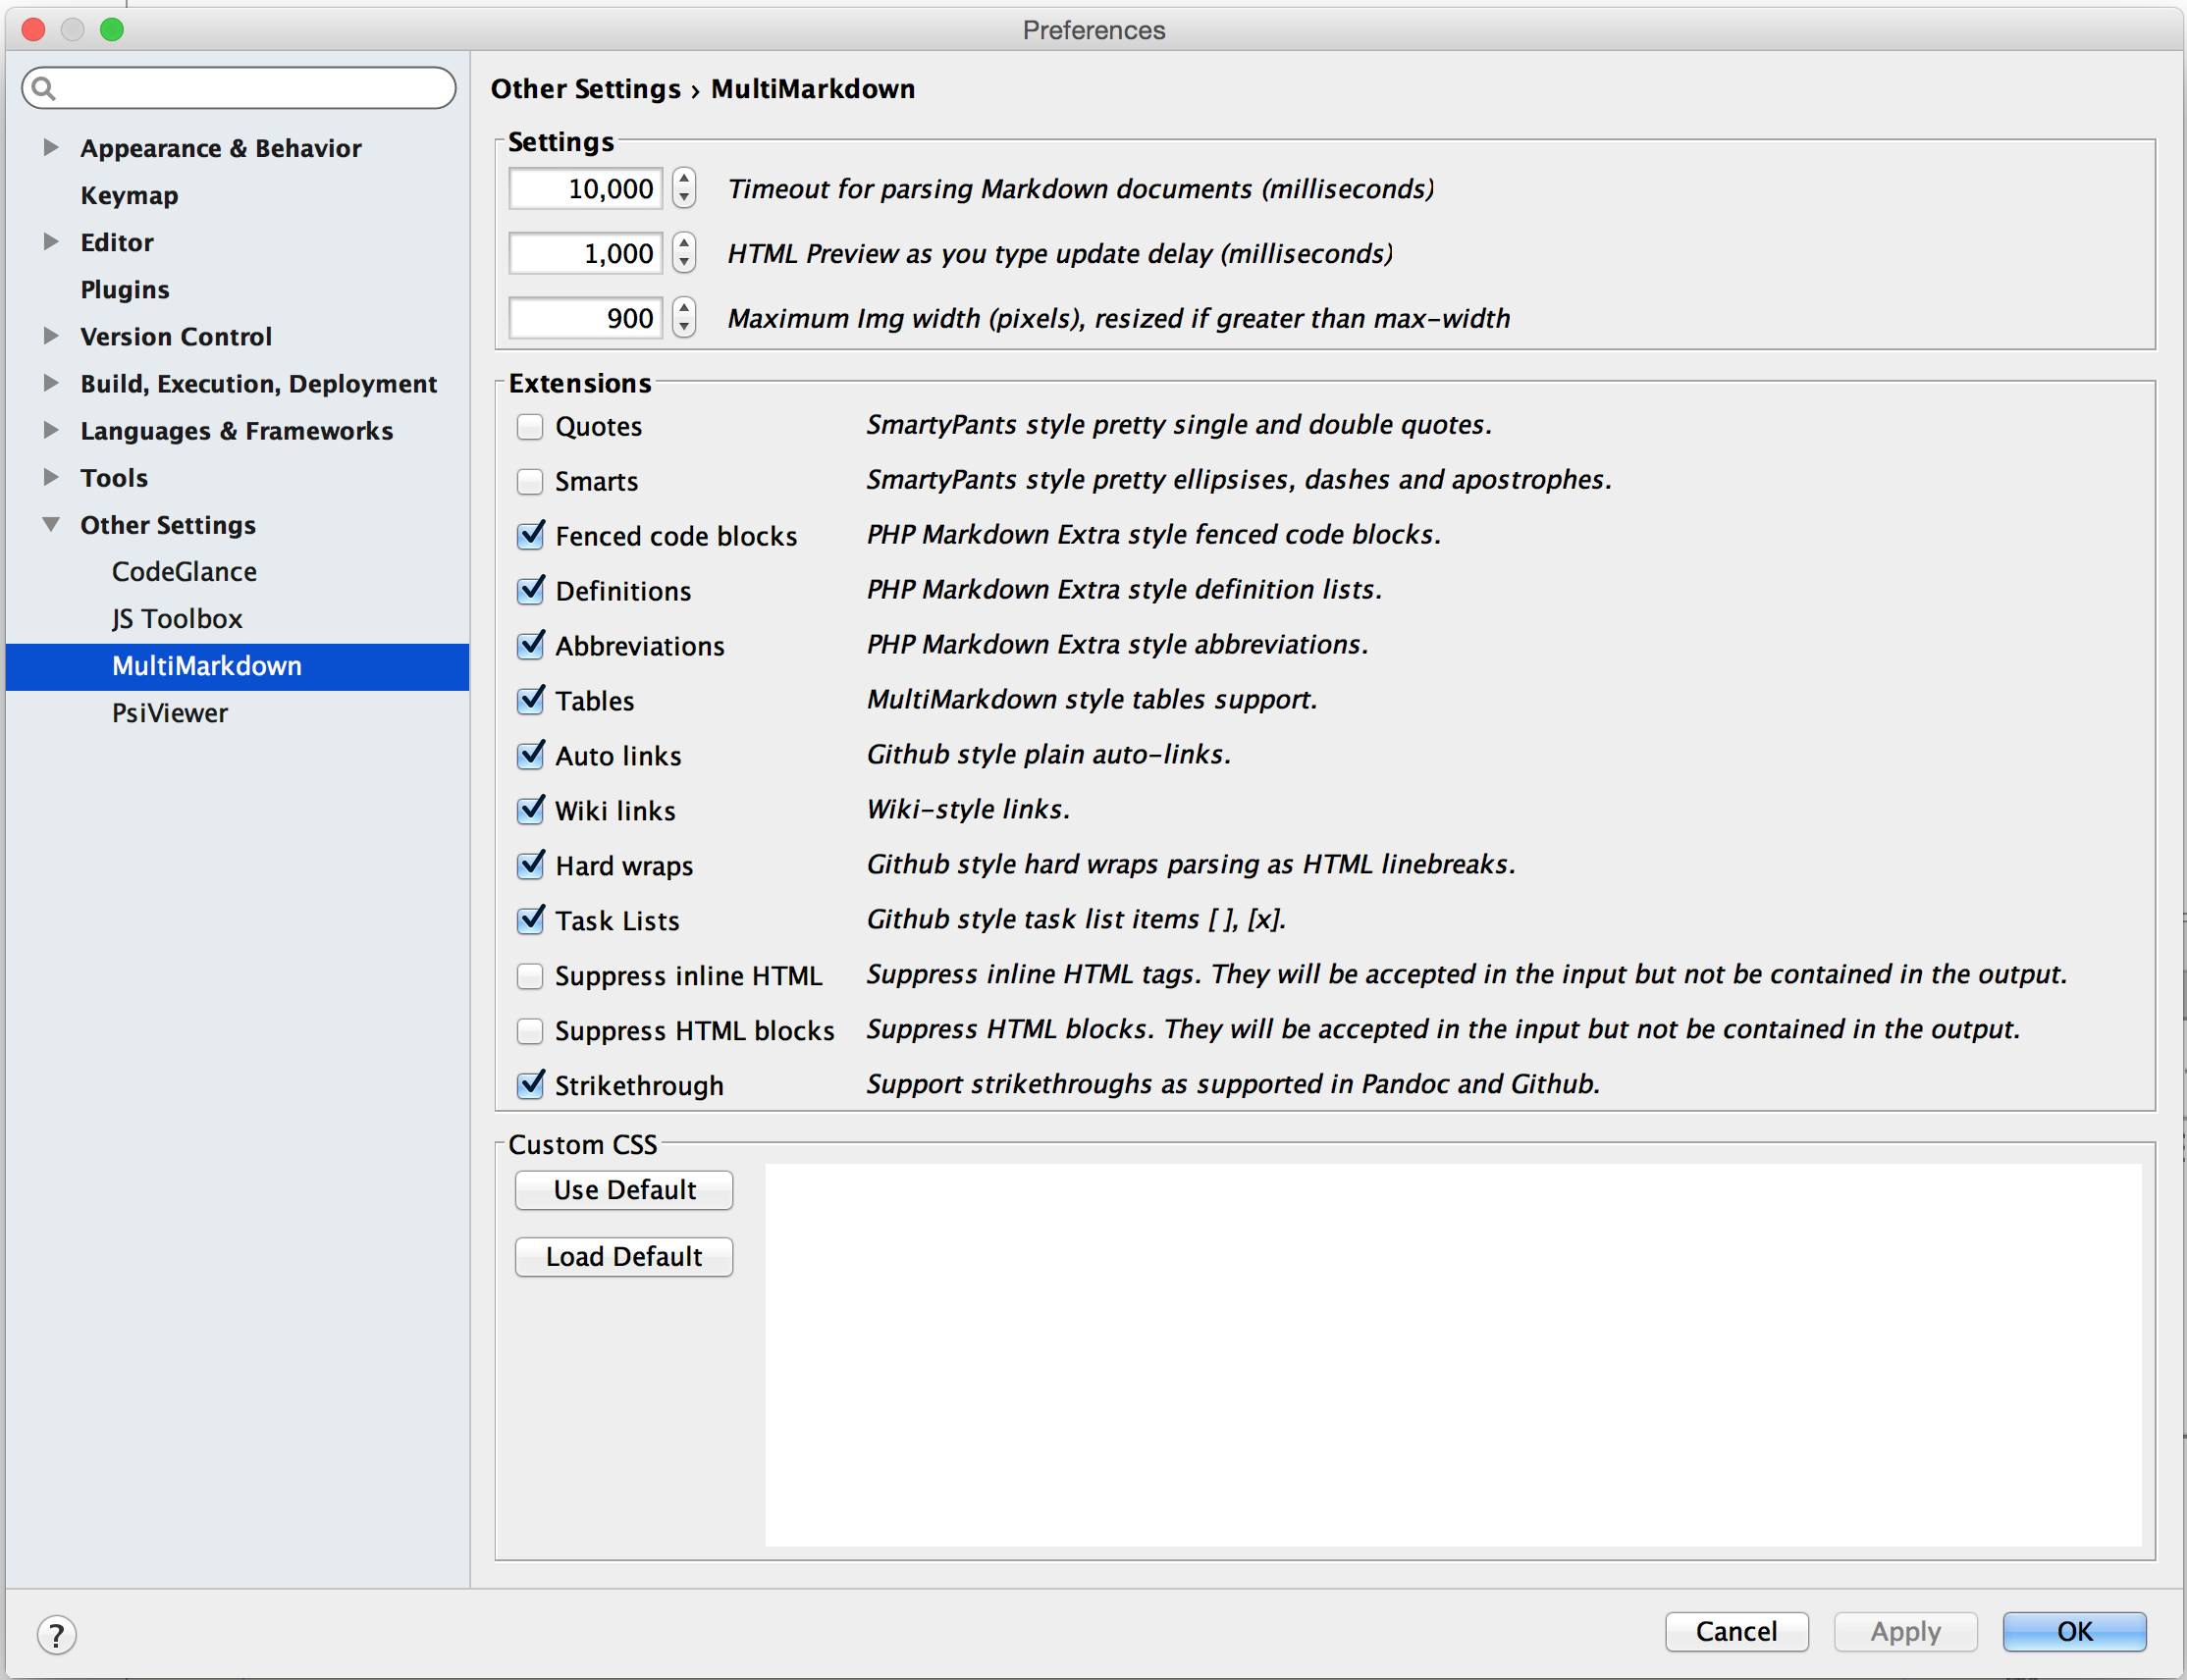 Preferences
Appearance & Behavior
Keymap
Editor
Plugins
Version Control
Build, Execution, Deployment
Languages & Frameworks
Tools
Other Settings
CodeGlance
JS Toolbox
MultiMarkdown
PsiViewer
Other Settings › MultiMarkdown
Settings
10,000 Timeout for parsing Markdown documents (milliseconds)
1,000 HTML Preview as you type update delay (milliseconds)
900 Maximum Img width (pixels), resized if greater than max-width
Extensions
Quotes SmartyPants style pretty single and double quotes.
Smarts SmartyPants style pretty ellipsises, dashes and apostrophes.
Fenced code blocks PHP Markdown Extra style fenced code blocks.
Definitions PHP Markdown Extra style definition lists.
Abbreviations PHP Markdown Extra style abbreviations.
Tables MultiMarkdown style tables support.
Auto links Github style plain auto-links.
Wiki links Wiki-style links.
Hard wraps Github style hard wraps parsing as HTML linebreaks.
Task Lists Github style task list items [ ], [x].
Suppress inline HTML Suppress inline HTML tags. They will be accepted in the input but not be contained in the output.
Suppress HTML blocks Suppress HTML blocks. They will be accepted in the input but not be contained in the output.
Strikethrough Support strikethroughs as supported in Pandoc and Github.
Custom CSS
Use Default
Load Default
? Cancel Apply OK